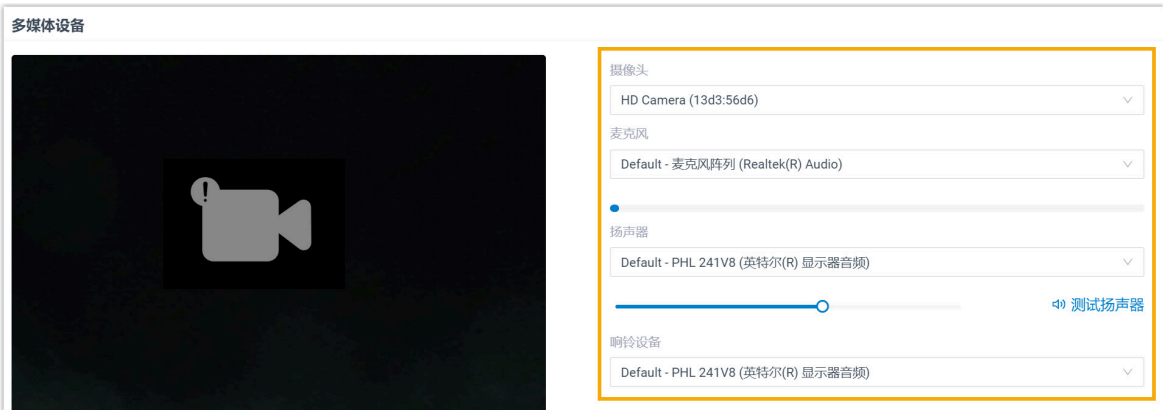 多媒体设备
摄像头
HD Camera (13d3:56d6)
麦克风
Default - 麦克风阵列 (Realtek(R) Audio)
扬声器
Default - PHL 241V8 (英特尔(R) 显示器音频)
测试扬声器
响铃设备
Default - PHL 241V8 (英特尔(R) 显示器音频)